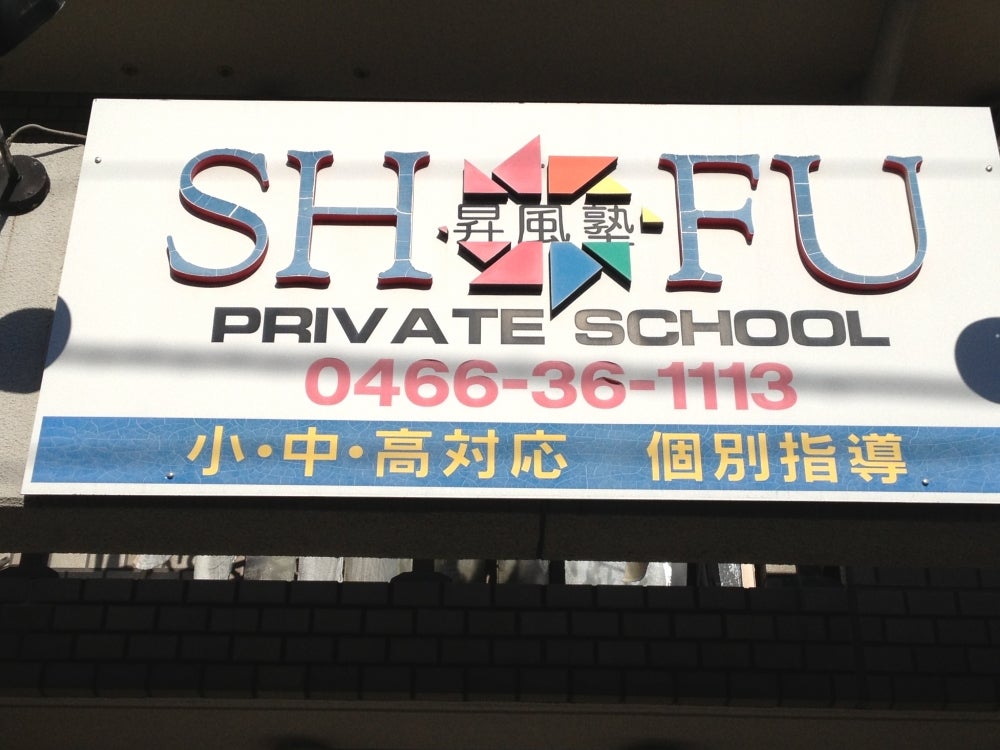 SH FU
昇風塾
PRIVATE SCHOOL
0466-36-1113
小・中・高対応 個別指導